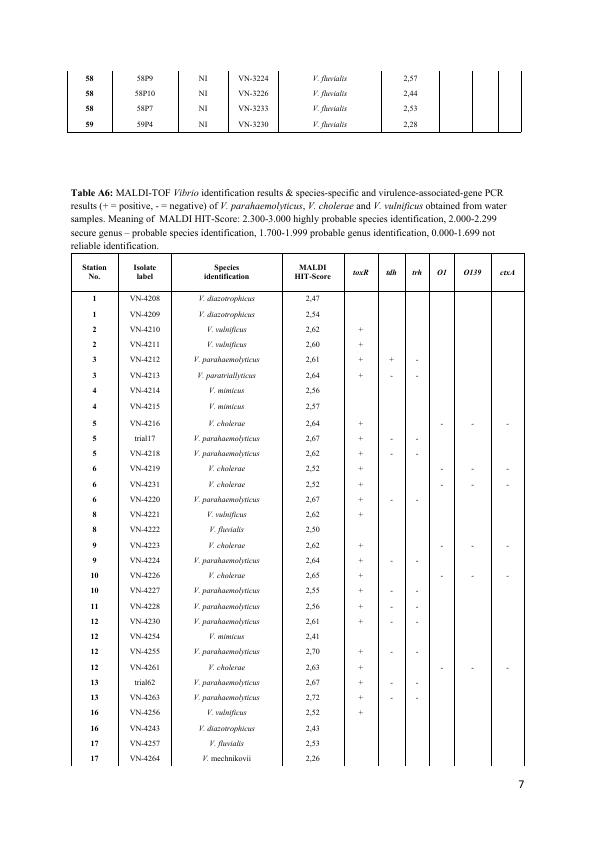 58 58P9 NI VN-3224 V. fluvialis 2,57
58 58P10 NI VN-3226 V. fluvialis 2,44
58 58P7 NI VN-3233 V. fluvialis 2,53
59 59P4 NI VN-3230 V. fluvialis 2,28
Table A6: MALDI-TOF Vibrio identification results & species-specific and virulence-associated-gene PCR
results (+ = positive, - = negative) of V. parahaemolyticus, V. cholerae and V. vulnificus obtained from water
samples. Meaning of MALDI HIT-Score: 2.300-3.000 highly probable species identification, 2.000-2.299
secure genus – probable species identification, 1.700-1.999 probable genus identification, 0.000-1.699 not
reliable identification.
Station No. Isolate label Species identification MALDI HIT-Score toxR tdh trh O1 O139 ctxA
1 VN-4208 V. diazotrophicus 2,47
1 VN-4209 V. diazotrophicus 2,54
2 VN-4210 V. vulnificus 2,62 +
2 VN-4211 V. vulnificus 2,60 +
3 VN-4212 V. parahaemolyticus 2,61 + + -
3 VN-4213 V. paratriallyticus 2,64 + - -
4 VN-4214 V. mimicus 2,56
4 VN-4215 V. mimicus 2,57
5 VN-4216 V. cholerae 2,64 + - - -
5 trial17 V. parahaemolyticus 2,67 + - -
5 VN-4218 V. parahaemolyticus 2,62 + - -
6 VN-4219 V. cholerae 2,52 + - - -
6 VN-4231 V. cholerae 2,52 + - - -
6 VN-4220 V. parahaemolyticus 2,67 + - -
8 VN-4221 V. vulnificus 2,62 +
8 VN-4222 V. fluvialis 2,50
9 VN-4223 V. cholerae 2,62 + - - -
9 VN-4224 V. parahaemolyticus 2,64 + - -
10 VN-4226 V. cholerae 2,65 + - - -
10 VN-4227 V. parahaemolyticus 2,55 + - -
11 VN-4228 V. parahaemolyticus 2,56 + - -
12 VN-4230 V. parahaemolyticus 2,61 + - -
12 VN-4254 V. mimicus 2,41
12 VN-4255 V. parahaemolyticus 2,70 + - -
12 VN-4261 V. cholerae 2,63 + - - -
13 trial62 V. parahaemolyticus 2,67 + - -
13 VN-4263 V. parahaemolyticus 2,72 + - -
16 VN-4256 V. vulnificus 2,52 +
16 VN-4243 V. diazotrophicus 2,43
17 VN-4257 V. fluvialis 2,53
17 VN-4264 V. mechnikovii 2,26
7